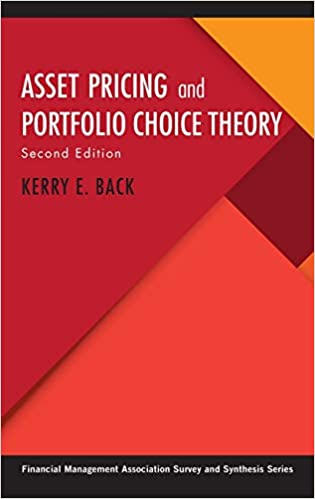 ASSET PRICING and
PORTFOLIO CHOICE THEORY
Second Edition
KERRY E. BACK
Financial Management Association Survey and Synthesis Series